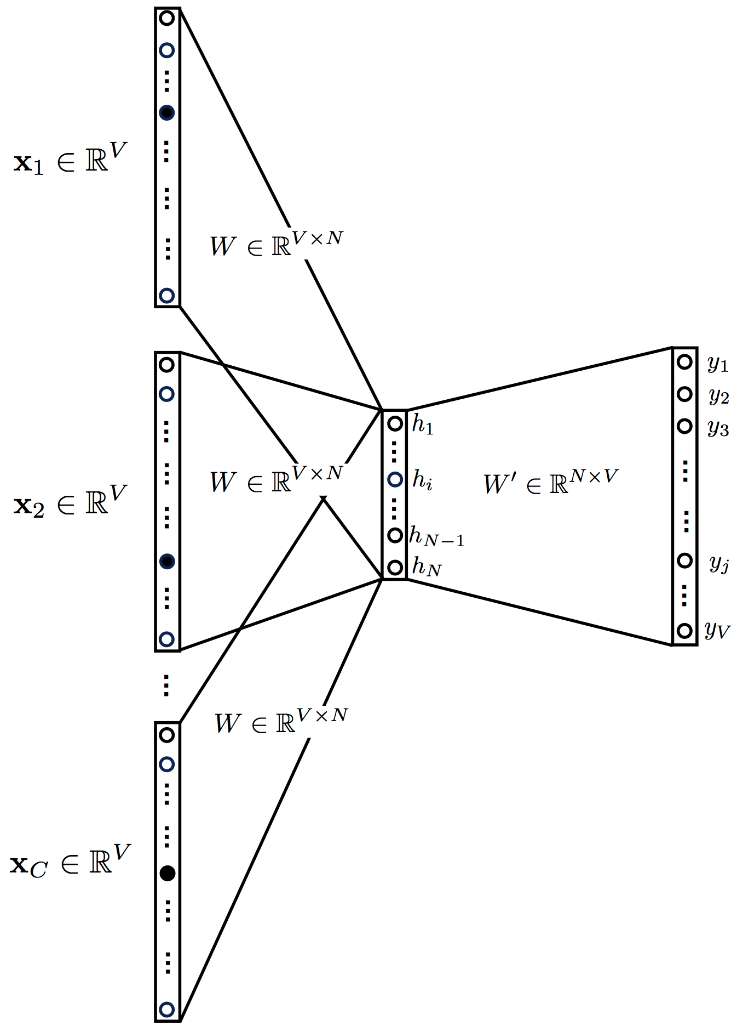 𝐱₁ ∈ ℝ^V
W ∈ ℝ^{V×N}
𝐱₂ ∈ ℝ^V
W ∈ ℝ^{V×N}
𝐱_C ∈ ℝ^V
W ∈ ℝ^{V×N}
h₁
h_i
h_{N−1}
h_N
W′ ∈ ℝ^{N×V}
y₁
y₂
y₃
y_j
y_V